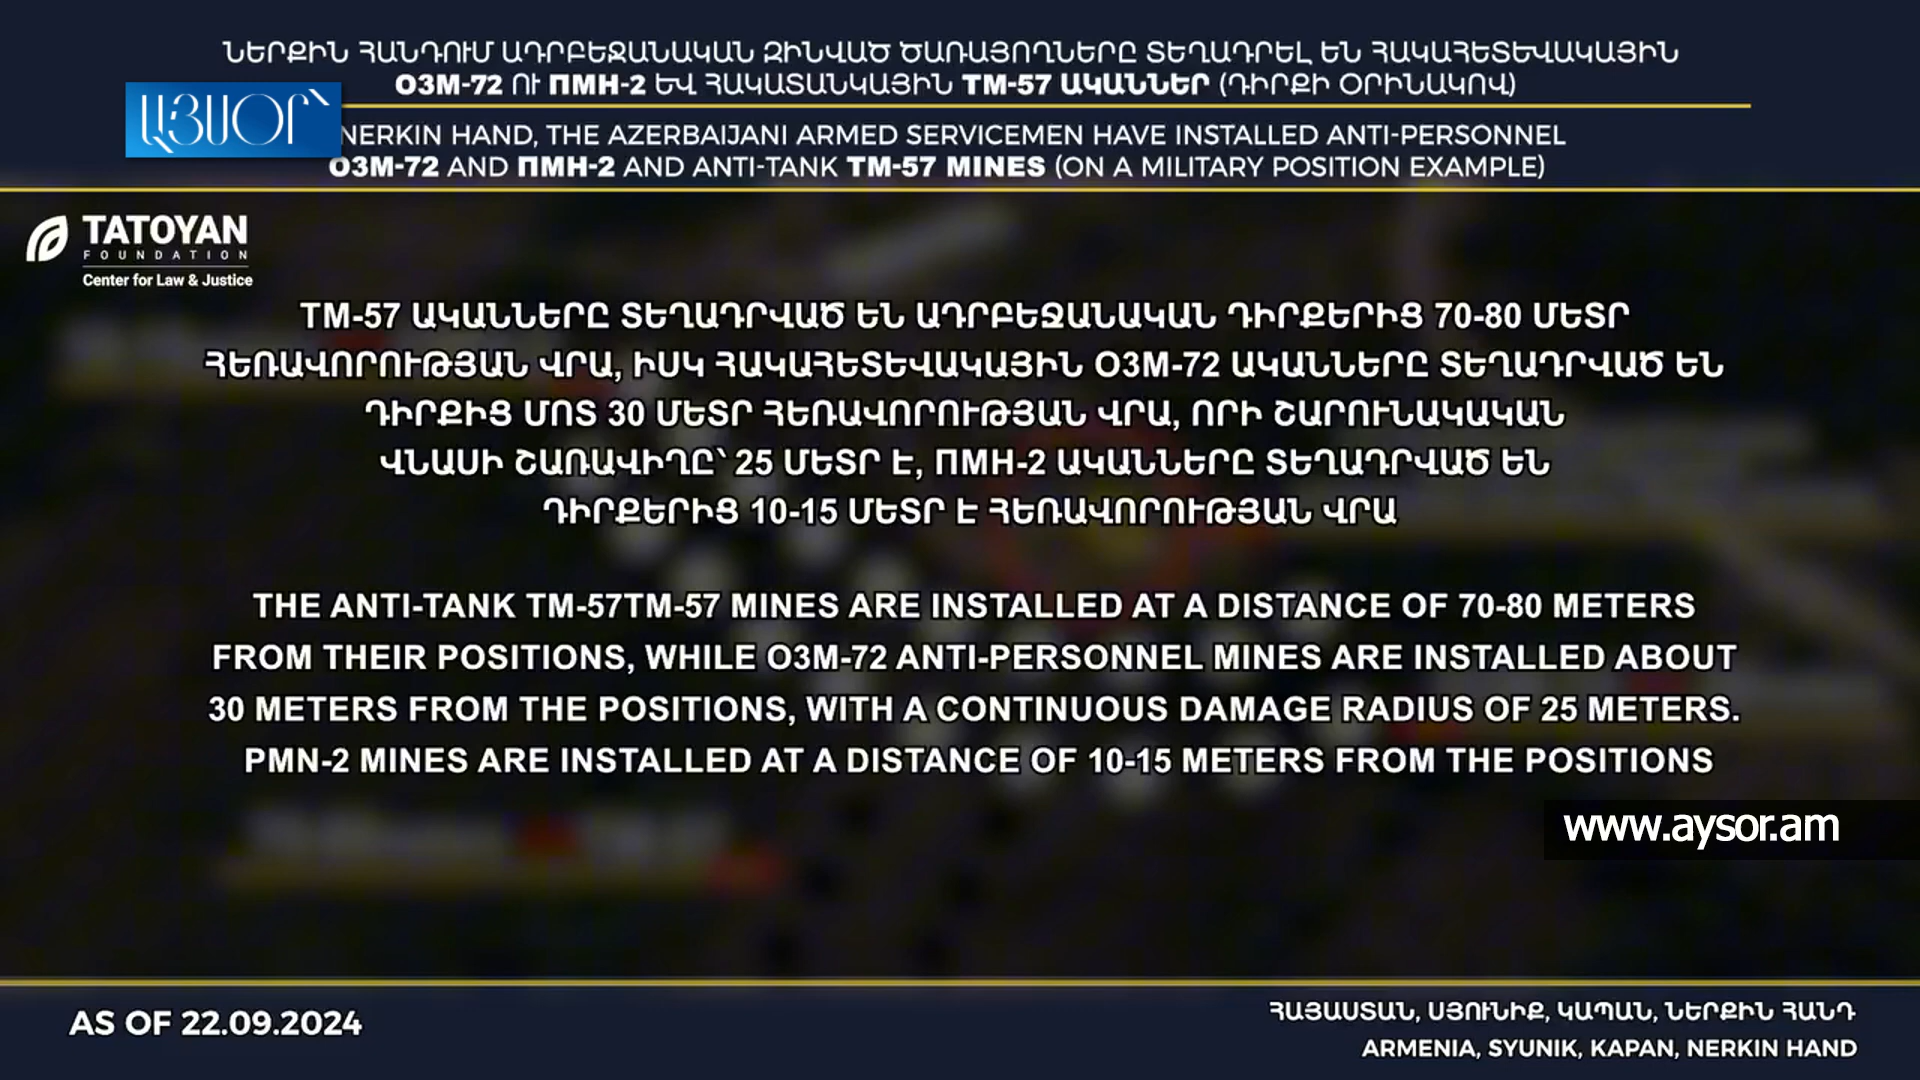 ՆԵՐՔԻՆ ՀԱՆԴՈՒՄ ԱԴՐԲԵՋԱՆԱԿԱՆ ԶԻՆՎԱԾ ԾԱՌԱՅՈՂՆԵՐԸ ՏԵՂԱԴՐԵԼ ԵՆ ՀԱԿԱՀԵՏԵՎԱԿԱՅԻՆ
ОЗМ-72 ՈՒ ПМН-2 ԵՎ ՀԱԿԱՏԱՆԿԱՅԻՆ ТМ-57 ԱԿԱՆՆԵՐ (ԴԻՐՔԻ ՕՐԻՆԱԿՈՎ)
ԱՅՍՕՐ՝
NERKIN HAND, THE AZERBAIJANI ARMED SERVICEMEN HAVE INSTALLED ANTI-PERSONNEL
ОЗМ-72 AND ПМН-2 AND ANTI-TANK TM-57 MINES (ON A MILITARY POSITION EXAMPLE)
TATOYAN
FOUNDATION
Center for Law & Justice
ТМ-57 ԱԿԱՆՆԵՐԸ ՏԵՂԱԴՐՎԱԾ ԵՆ ԱԴՐԲԵՋԱՆԱԿԱՆ ԴԻՐՔԵՐԻՑ 70-80 ՄԵՏՐ
ՀԵՌԱՎՈՐՈՒԹՅԱՆ ՎՐԱ, ԻՍԿ ՀԱԿԱՀԵՏԵՎԱԿԱՅԻՆ ОЗМ-72 ԱԿԱՆՆԵՐԸ ՏԵՂԱԴՐՎԱԾ ԵՆ
ԴԻՐՔԻՑ ՄՈՏ 30 ՄԵՏՐ ՀԵՌԱՎՈՐՈՒԹՅԱՆ ՎՐԱ, ՈՐԻ ՇԱՐՈՒՆԱԿԱԿԱՆ
ՎՆԱՍԻ ՇԱՌԱՎԻՂԸ՝ 25 ՄԵՏՐ Է, ПМН-2 ԱԿԱՆՆԵՐԸ ՏԵՂԱԴՐՎԱԾ ԵՆ
ԴԻՐՔԵՐԻՑ 10-15 ՄԵՏՐ Է ՀԵՌԱՎՈՐՈՒԹՅԱՆ ՎՐԱ
THE ANTI-TANK TM-57TM-57 MINES ARE INSTALLED AT A DISTANCE OF 70-80 METERS
FROM THEIR POSITIONS, WHILE ОЗМ-72 ANTI-PERSONNEL MINES ARE INSTALLED ABOUT
30 METERS FROM THE POSITIONS, WITH A CONTINUOUS DAMAGE RADIUS OF 25 METERS.
PMN-2 MINES ARE INSTALLED AT A DISTANCE OF 10-15 METERS FROM THE POSITIONS
www.aysor.am
AS OF 22.09.2024
ՀԱՅԱՍՏԱՆ, ՍՅՈՒՆԻՔ, ԿԱՊԱՆ, ՆԵՐՔԻՆ ՀԱՆԴ
ARMENIA, SYUNIK, KAPAN, NERKIN HAND